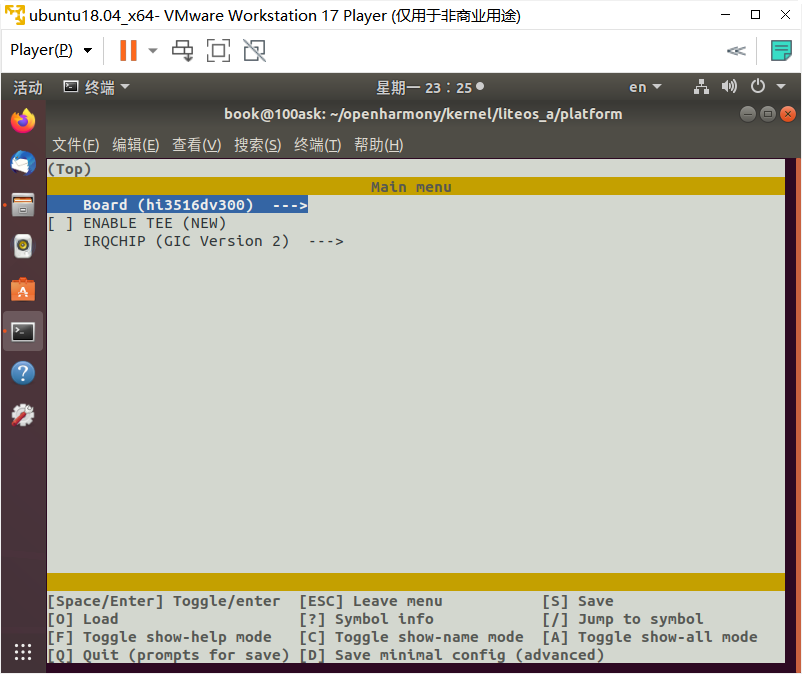 ubuntu18.04_x64- VMware Workstation 17 Player (仅用于非商业用途)
Player(P)
活动 终端 星期一 23：25 en
book@100ask: ~/openharmony/kernel/liteos_a/platform
文件(F) 编辑(E) 查看(V) 搜索(S) 终端(T) 帮助(H)
(Top)
Main menu
Board (hi3516dv300)  --->
[ ] ENABLE TEE (NEW)
IRQCHIP (GIC Version 2)  --->
[Space/Enter] Toggle/enter [ESC] Leave menu [S] Save
[O] Load [?] Symbol info [/] Jump to symbol
[F] Toggle show-help mode [C] Toggle show-name mode [A] Toggle show-all mode
[Q] Quit (prompts for save) [D] Save minimal config (advanced)